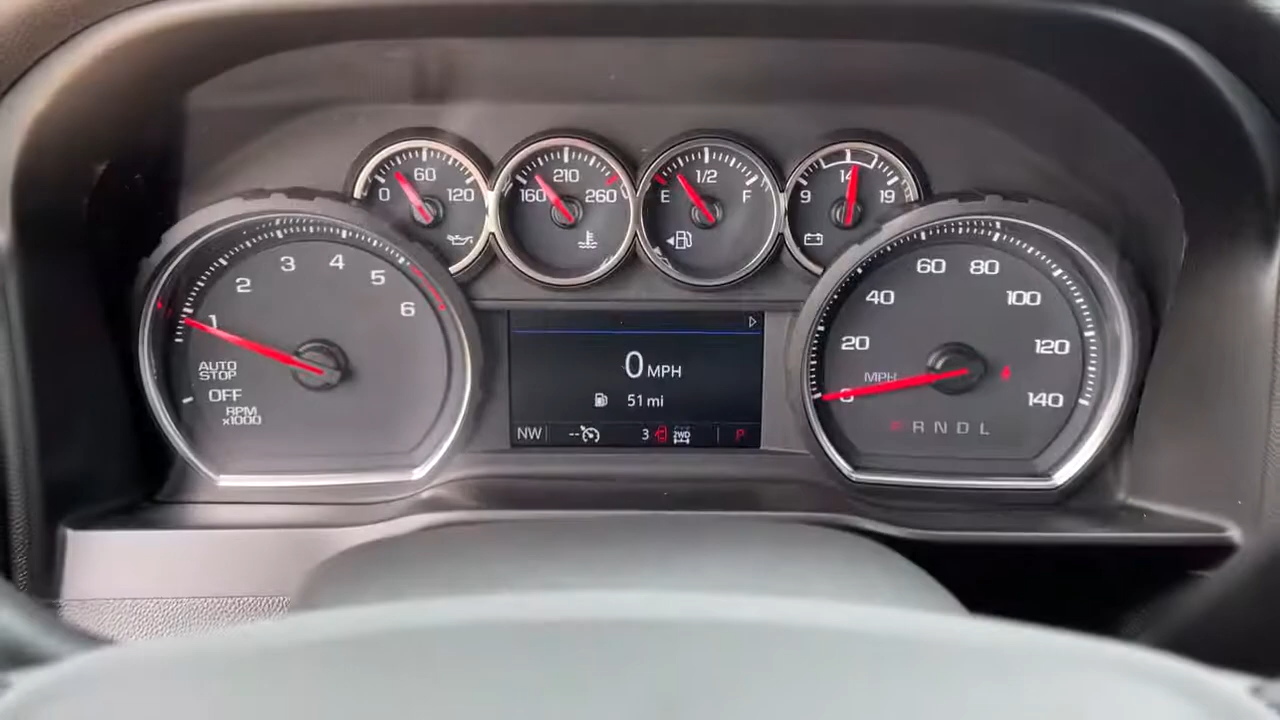 0 60 120
160 210 260
E 1/2 F
9 14 19
1 2 3 4 5 6
AUTO
STOP
OFF
RPM
x1000
0 MPH
51 mi
NW -- 3 2WD P
0 20 40 60 80 100 120 140
MPH
P R N D L